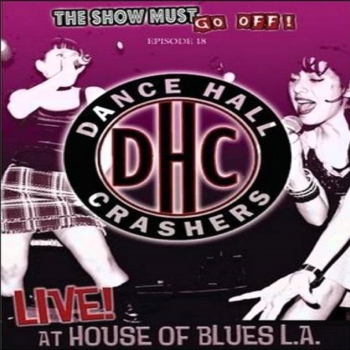 THE SHOW MUST GO OFF!
EPISODE 18
DANCE HALL
DHC
CRASHERS
LIVE!
AT HOUSE OF BLUES L.A.